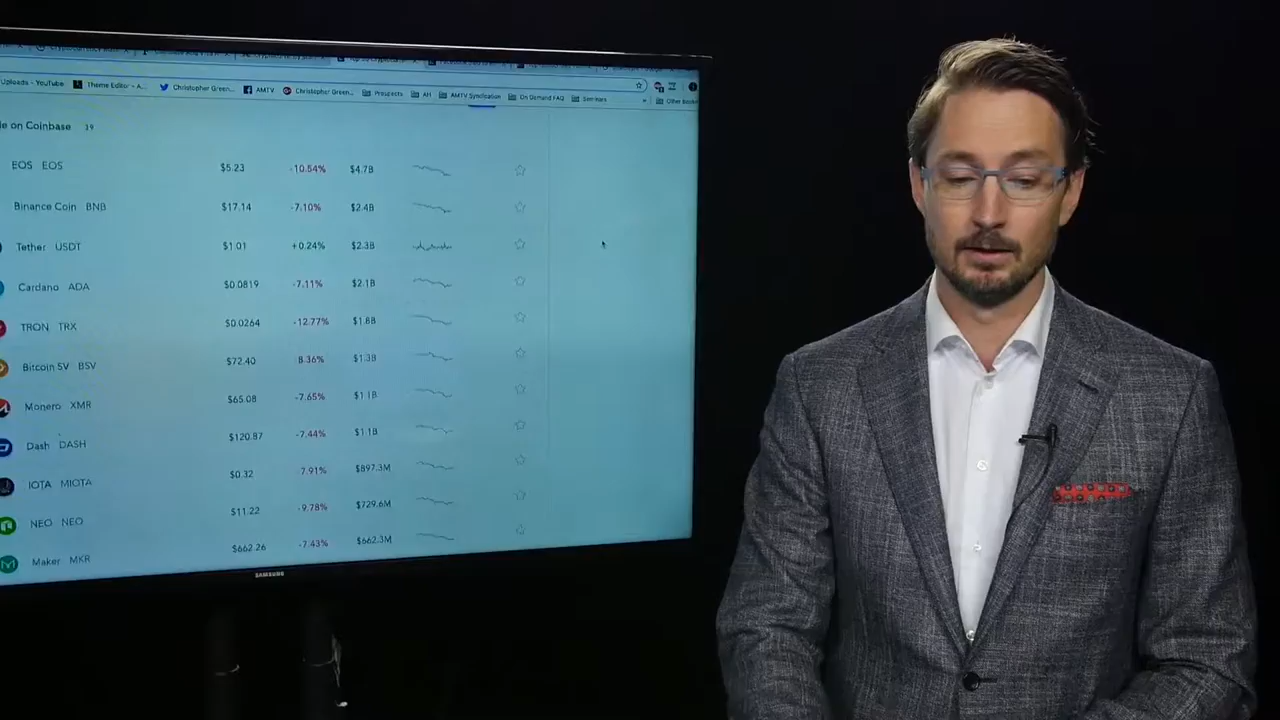 Uploads - YouTube Theme Editor - A... Christopher Green... AMTV Christopher Green... Prospects AH AMTV Syndication On Demand FAQ Seminars » Other Bookm
le on Coinbase 19
EOS EOS $5.23 -10.54% $4.7B
Binance Coin BNB $17.14 -7.10% $2.4B
Tether USDT $1.01 +0.24% $2.3B
Cardano ADA $0.0819 -7.11% $2.1B
TRON TRX $0.0264 -12.77% $1.8B
Bitcoin SV BSV $72.40 8.36% $1.3B
Monero XMR $65.08 -7.65% $1.1B
Dash DASH $120.87 -7.44% $1.1B
IOTA MIOTA $0.32 7.91% $897.3M
NEO NEO $11.22 -9.78% $729.6M
Maker MKR $662.26 -7.43% $662.3M
SAMSUNG